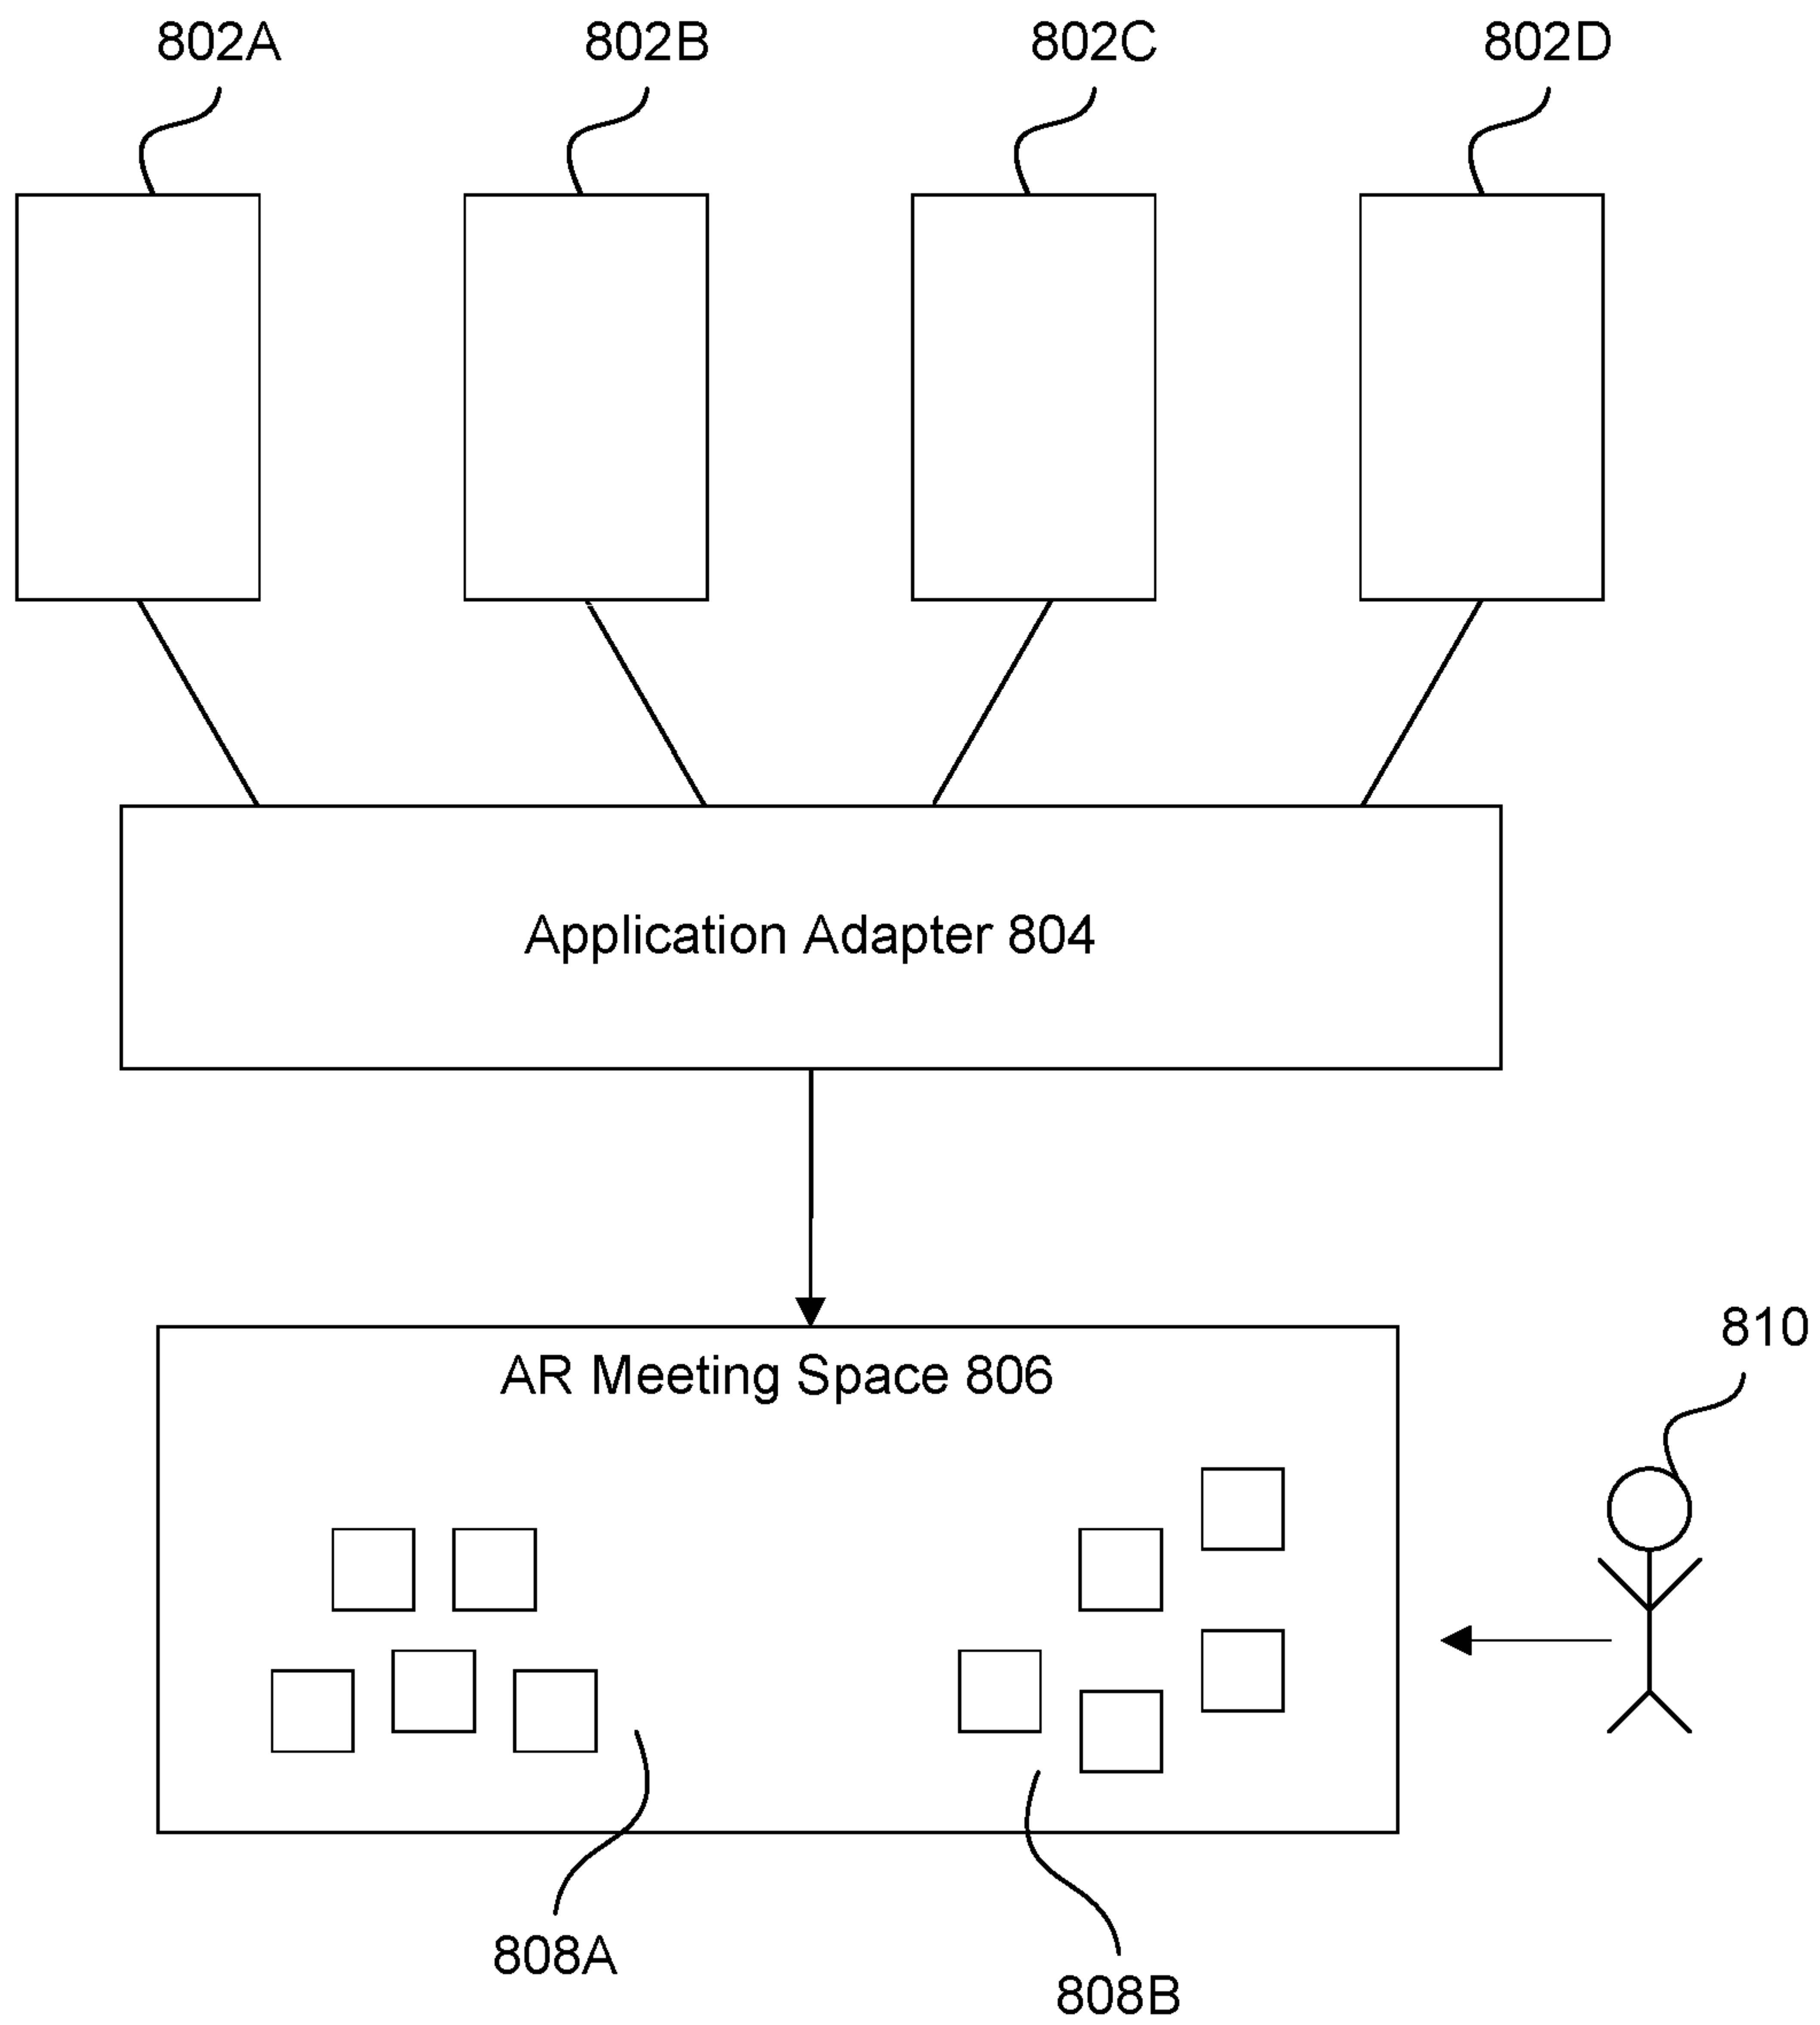 802A 802B 802C 802D
Application Adapter 804
AR Meeting Space 806
810
808A
808B